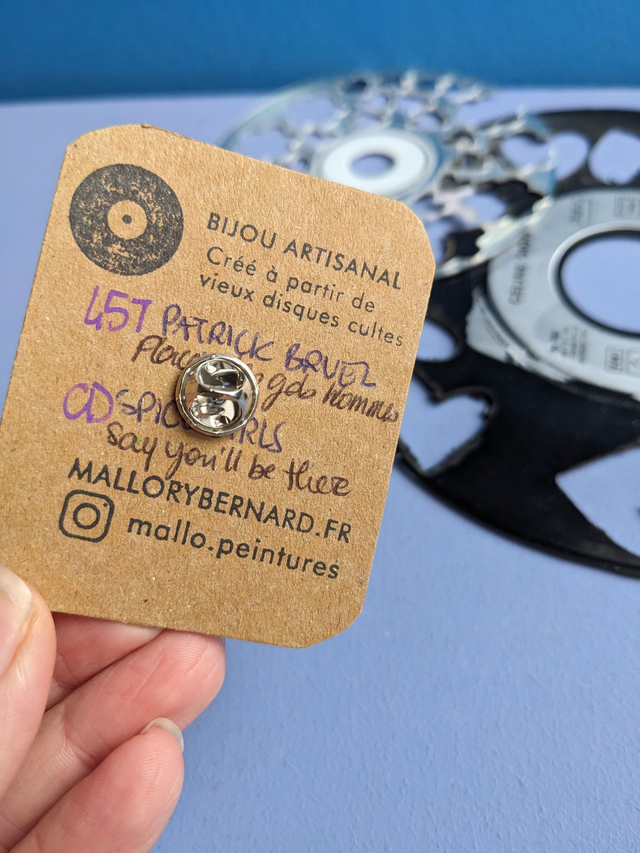 BIJOU ARTISANAL
Créé à partir de
vieux disques cultes
45T PATRICK BRUEL
gds hommes
CD SPICE GIRLS
say you'll be there
MALLORYBERNARD.FR
mallo.peintures